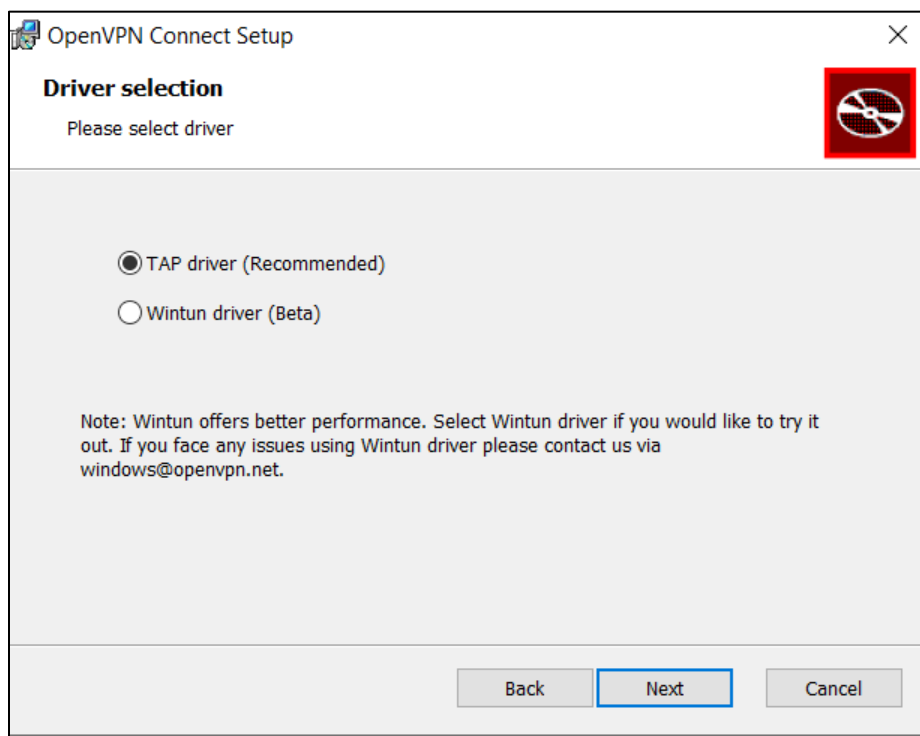 OpenVPN Connect Setup
Driver selection
Please select driver
TAP driver (Recommended)
Wintun driver (Beta)
Note: Wintun offers better performance. Select Wintun driver if you would like to try it
out. If you face any issues using Wintun driver please contact us via
windows@openvpn.net.
Back Next Cancel